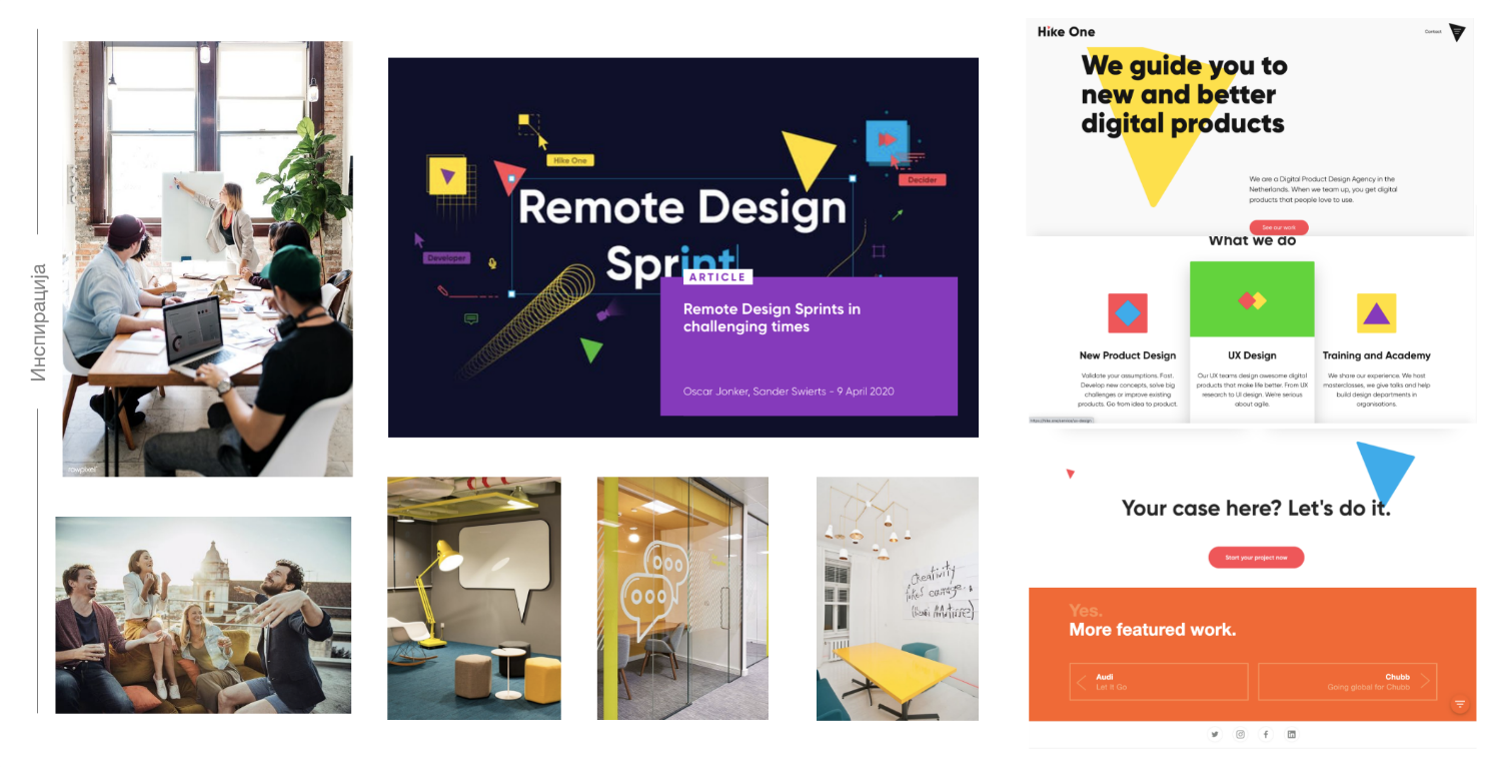 Инспирација
rawpixel
Hike One
Decider
Developer
Remote Design
Sprint
ARTICLE
Remote Design Sprints in
challenging times
Oscar Jonker, Sander Swierts - 9 April 2020
Creativity
takes courage
Hike One
Contact
We guide you to
new and better
digital products
We are a Digital Product Design Agency in the
Netherlands. When we team up, you get digital
products that people love to use.
See our work
What we do
New Product Design
Validate your assumptions. Fast.
Develop new concepts, solve big
challenges or improve existing
products. Go from idea to product.
UX Design
Our UX teams design awesome digital
products that make life better. From UX
research to UI design. We're serious
about agile.
Training and Academy
We share our experience. We host
masterclasses, we give talks and help
build design departments in
organisations.
Your case here? Let's do it.
Start your project now
Yes.
More featured work.
Audi
Let it Go
Chubb
Going global for Chubb